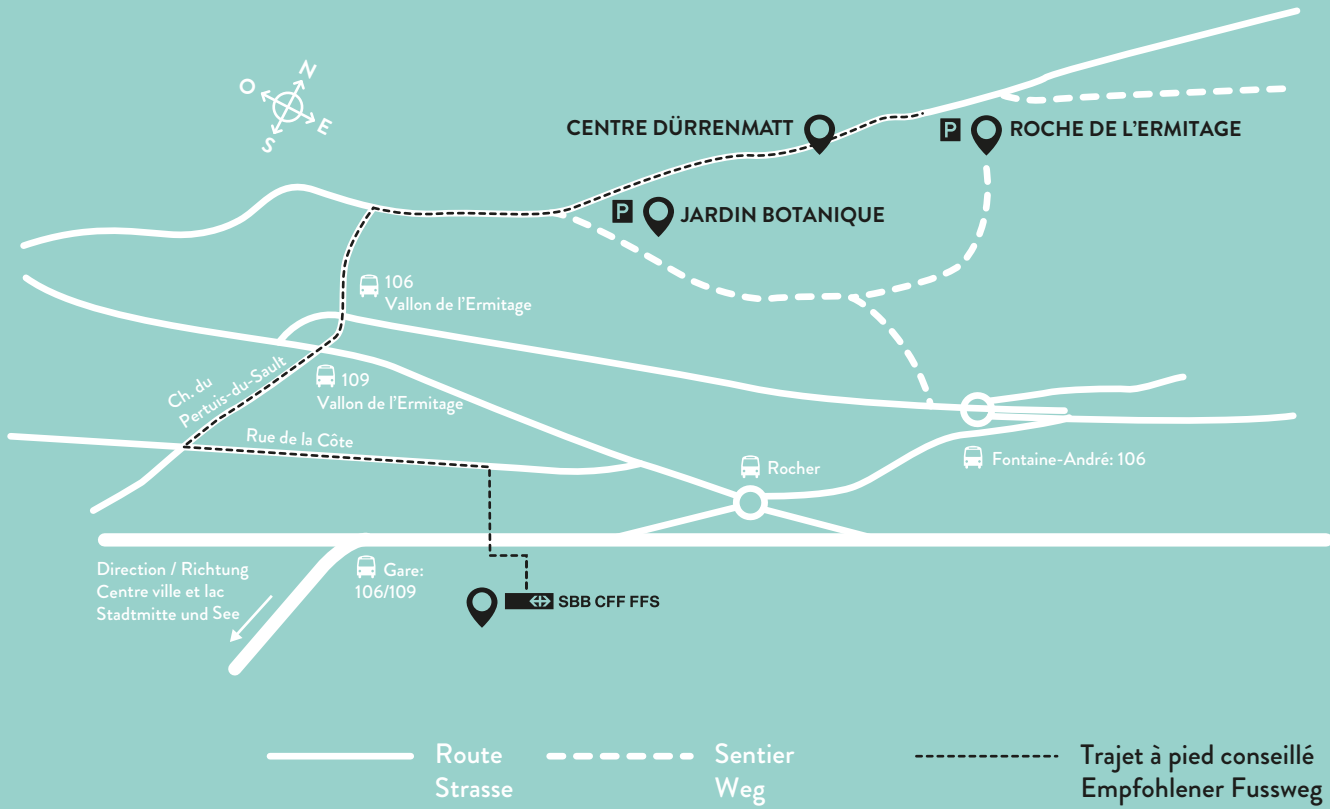 N
O
E
S
CENTRE DÜRRENMATT
P
ROCHE DE L'ERMITAGE
P
JARDIN BOTANIQUE
106
Vallon de l'Ermitage
109
Vallon de l'Ermitage
Ch. du
Pertuis-du-Sault
Rue de la Côte
Rocher
Fontaine-André: 106
Direction / Richtung
Centre ville et lac
Stadtmitte und See
Gare:
106/109
SBB CFF FFS
Route
Strasse
Sentier
Weg
Trajet à pied conseillé
Empfohlener Fussweg